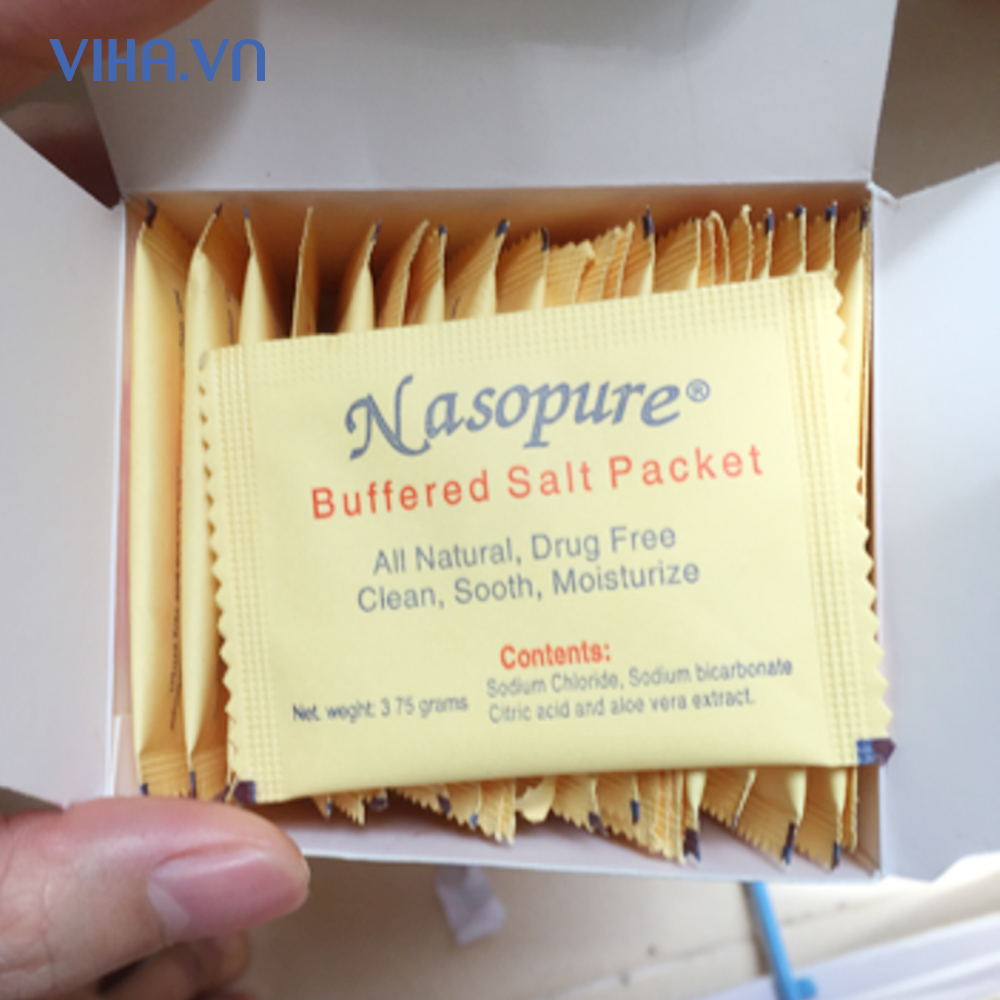 VIHA.VN
Nasopure®
Buffered Salt Packet
All Natural, Drug Free
Clean, Sooth, Moisturize
Contents:
Sodium Chloride, Sodium bicarbonate
Net. weght: 3 75 grams
Citric acid and aloe vera extract.